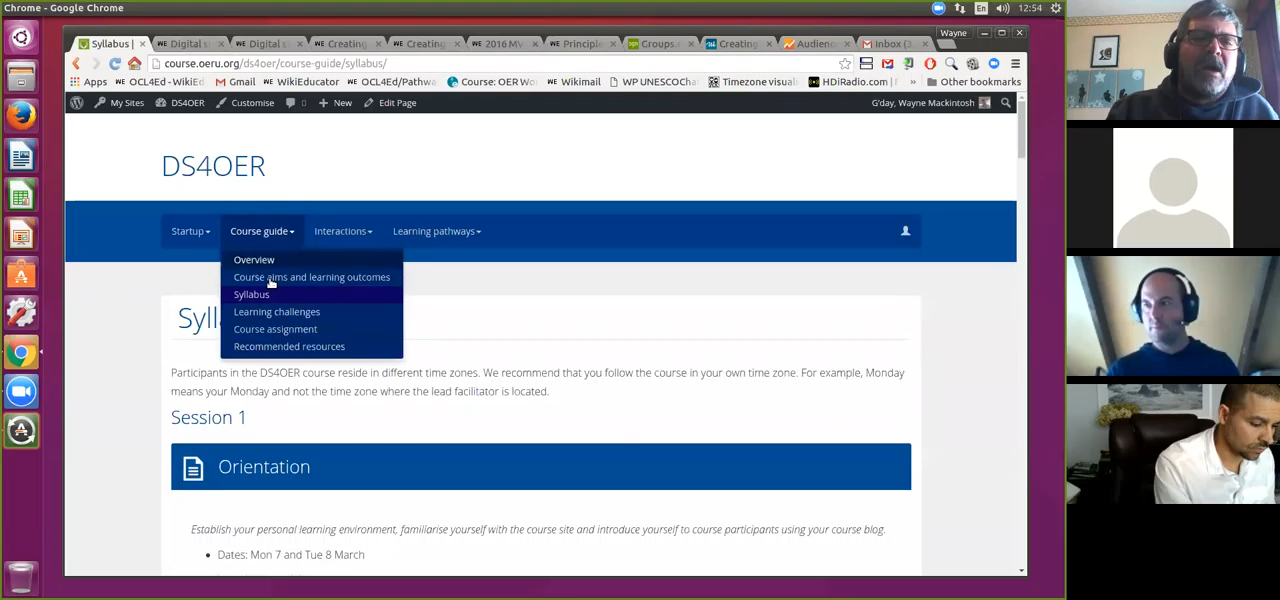 Chrome - Google Chrome
En
12:54
Wayne
Syllabus |
Digital s
Digital s
Creating
Creating
2016 MV
Principle
Groups.c
Creating
Audienc
Inbox (3
course.oeru.org/ds4oer/course-guide/syllabus/
Apps
OCL4Ed - WikiEd
Gmail
WikiEducator
OCL4Ed/Pathwa
Course: OER Wor
Wikimail
WP UNESCOCha
Timezone visuali
HDiRadio.com |
»
Other bookmarks
My Sites
DS4OER
Customise
0
New
Edit Page
G'day, Wayne Mackintosh
DS4OER
Startup
Course guide
Interactions
Learning pathways
Overview
Course aims and learning outcomes
Syllabus
Learning challenges
Course assignment
Recommended resources
Syll
Participants in the DS4OER course reside in different time zones. We recommend that you follow the course in your own time zone. For example, Monday
means your Monday and not the time zone where the lead facilitator is located.
Session 1
Orientation
Establish your personal learning environment, familiarise yourself with the course site and introduce yourself to course participants using your course blog.
Dates: Mon 7 and Tue 8 March